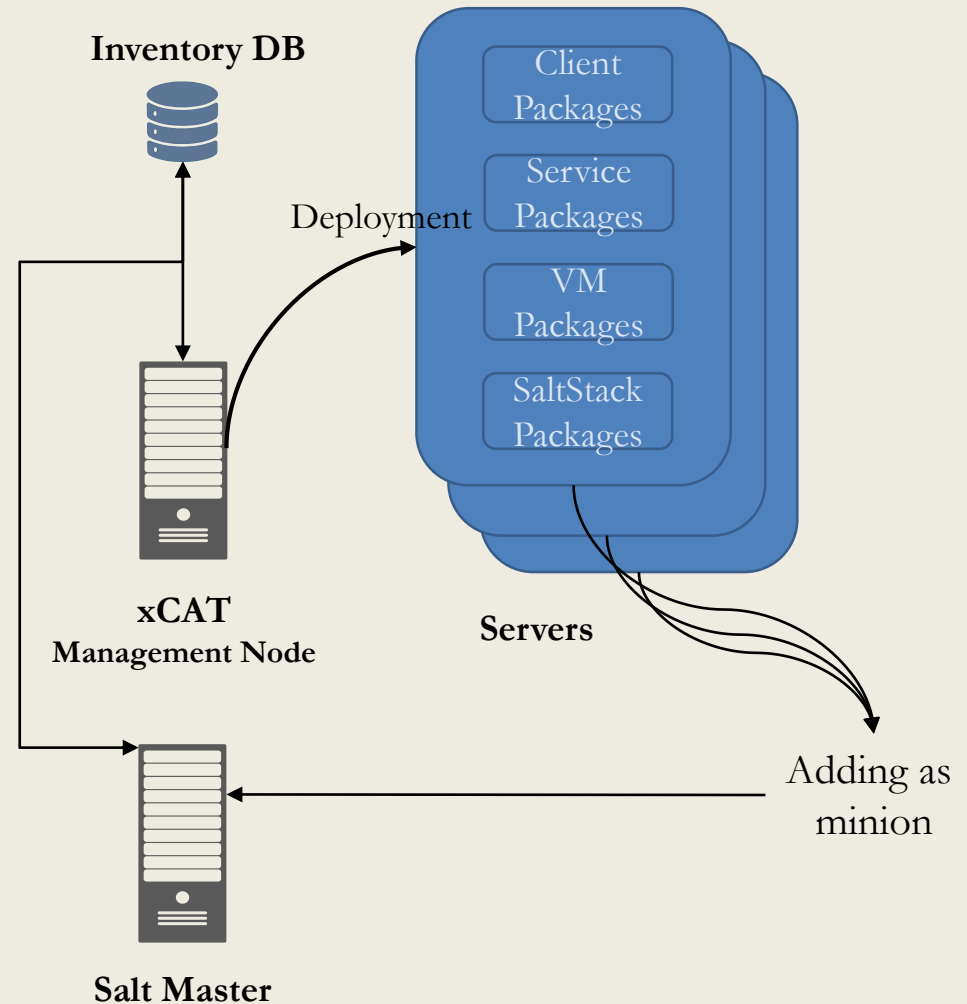 Inventory DB
Client
Packages
Service
Packages
VM
Packages
SaltStack
Packages
Deployment
xCAT
Management Node
Servers
Adding as
minion
Salt Master